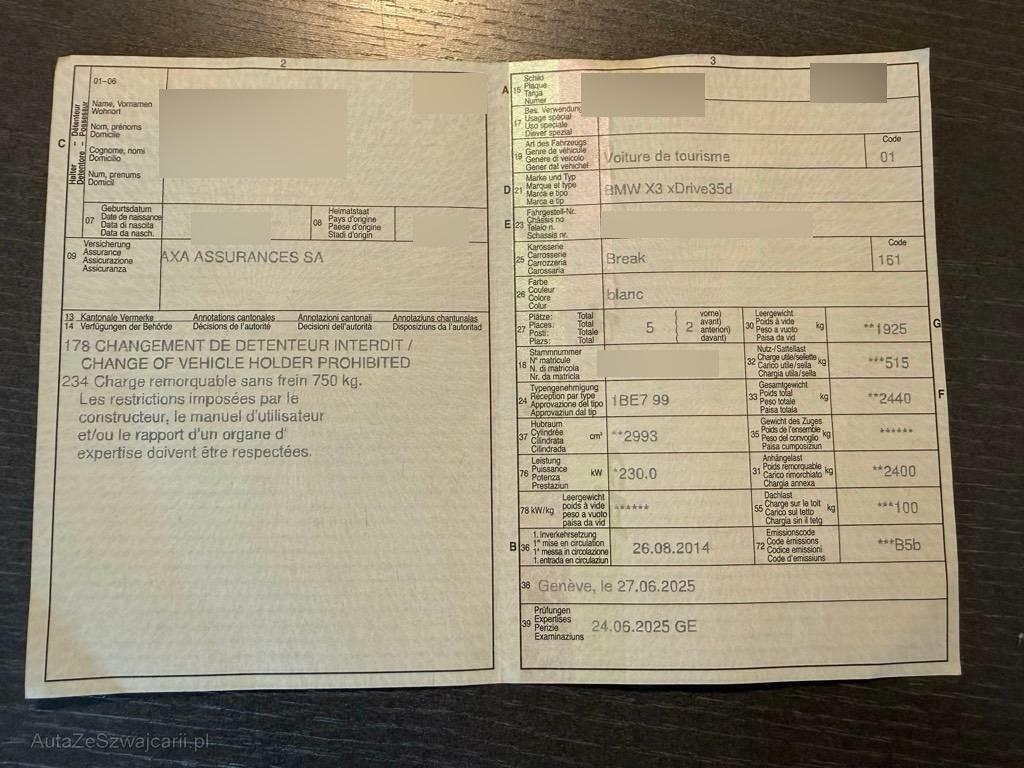 2
01–06
Name, Vornamen
Wohnort
Nom, prénoms
Domicile
Cognome, nomi
Domicilio
Num, prenums
Domicil
C
Halter - Détenteur
Detentore - Possessur
07
Geburtsdatum
Date de naissance
Data di nascita
Data da nasch.
08
Heimatstaat
Pays d'origine
Paese d'origine
Stadi d'origin
09
Versicherung
Assurance
Assicurazione
Assicuranza
AXA ASSURANCES SA
13 Kantonale Vermerke Annotations cantonales Annotazioni cantonali Annotaziuns chantunalas
14 Verfügungen der Behörde Décisions de l'autorité Decisioni dell'autorità Disposiziuns da l'autoritad
178 CHANGEMENT DE DETENTEUR INTERDIT /
CHANGE OF VEHICLE HOLDER PROHIBITED
234 Charge remorquable sans frein 750 kg.
Les restrictions imposées par le
constructeur, le manuel d'utilisateur
et/ou le rapport d'un organe d'
expertise doivent être respectées.
3
A 15
Schild
Plaque
Targa
Numer
17
Bes. Verwendung
Usage spécial
Uso speciale
Diever spezial
19
Art des Fahrzeugs
Genre de véhicule
Genere di veicolo
Gener dal vehichel
Voiture de tourisme
Code
01
D 21
Marke und Typ
Marque et type
Marca e tipo
Marca e tip
BMW X3 xDrive35d
E 23
Fahrgestell-Nr.
Châssis no
Telaio n.
Schassis nr.
25
Karosserie
Carrosserie
Carrozzeria
Carossaria
Break
Code
161
26
Farbe
Couleur
Colore
Colur
blanc
27
Plätze: Total
Places: Total
Posti: Totale
Plazs: Total
5 ( 2 vorne)
avant)
anteriori)
davant)
30
Leergewicht
Poids à vide
Peso a vuoto
Paisa da vid
kg
**1925
G
18
Stammnummer
N° matricule
N. di matricola
Nr. da matricla
32
Nutz-/Sattellast
Charge utile/sellette
Carico utile/sella
Chargia utila/sella
kg
***515
24
Typengenehmigung
Réception par type
Approvazione del tipo
Approvaziun dal tip
1BE7 99
33
Gesamtgewicht
Poids total
Peso totale
Paisa totala
kg
**2440
F
37
Hubraum
Cylindrée
Cilindrata
Cilindrada
cm³
**2993
35
Gewicht des Zuges
Poids de l'ensemble
Peso del convoglio
Paisa cumposiziun
kg
******
76
Leistung
Puissance
Potenza
Prestaziun
kW
*230.0
31
Anhängelast
Poids remorquable
Carico rimorchiato
Chargia annexa
kg
**2400
78 kW/kg
Leergewicht
poids à vide
peso a vuoto
paisa da vid
******
55
Dachlast
Charge sur le toit
Carico sul tetto
Chargia sin il tetg
kg
***100
B 36
1. Inverkehrsetzung
1re mise en circulation
1a messa in circolazione
1. entrada en circulaziun
26.08.2014
72
Emissionscode
Code émissions
Codice emissioni
Code d'emissiuns
***B5b
38
Genève, le 27.06.2025
39
Prüfungen
Expertises
Perizie
Examinaziuns
24.06.2025 GE
AutaZeSzwajcarii.pl